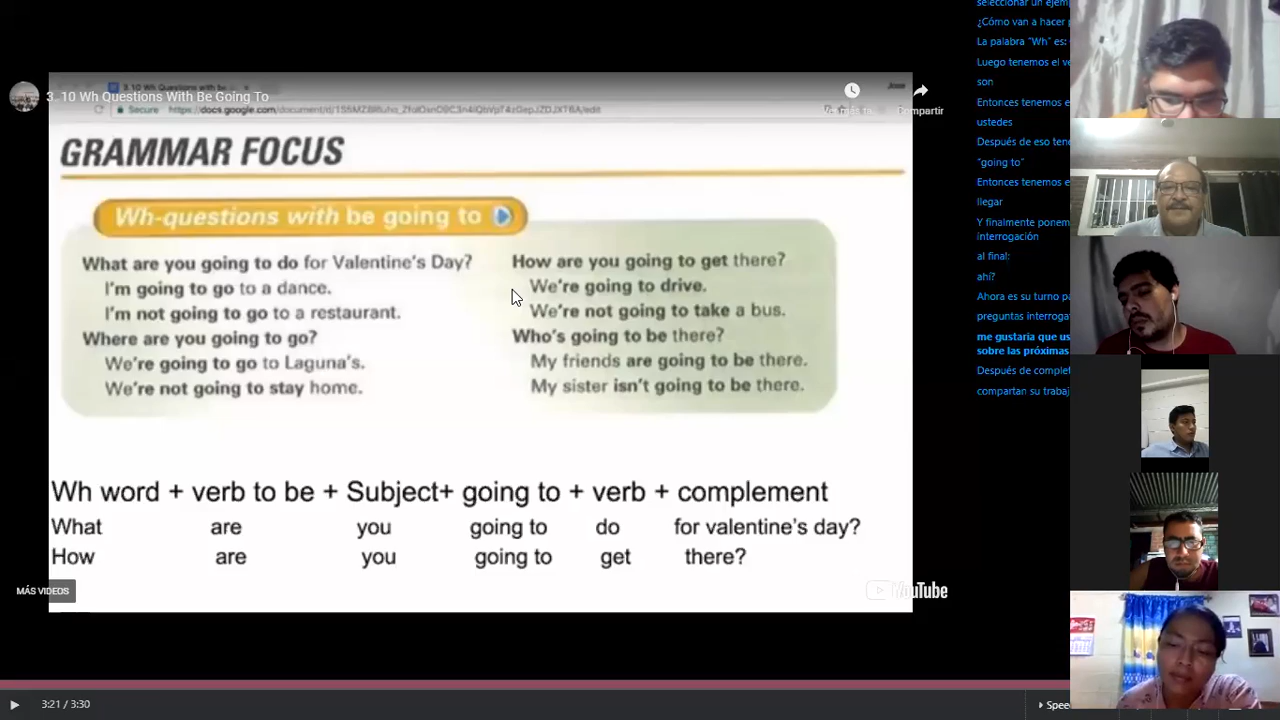 3. 10 Wh Questions With Be Going To
Secure
Compartir
GRAMMAR FOCUS
Wh-questions with be going to
What are you going to do for Valentine's Day?
I'm going to go to a dance.
I'm not going to go to a restaurant.
Where are you going to go?
We're going to go to Laguna's.
We're not going to stay home.
How are you going to get there?
We're going to drive.
We're not going to take a bus.
Who's going to be there?
My friends are going to be there.
My sister isn't going to be there.
Wh word + verb to be + Subject+ going to + verb + complement
What are you going to do for valentine's day?
How are you going to get there?
MÁS VIDEOS
YouTube
3:21 / 3:30
Speed
seleccionar un ejem
¿Cómo van a hacer
La palabra "Wh" es:
Luego tenemos el ve
son
Entonces tenemos e
ustedes
Después de eso ten
"going to"
Entonces tenemos e
llegar
Y finalmente ponem
interrogación
al final:
ahí?
Ahora es su turno pa
preguntas interroga
me gustaria que us
sobre las próximas
Después de complet
compartan su trabaj